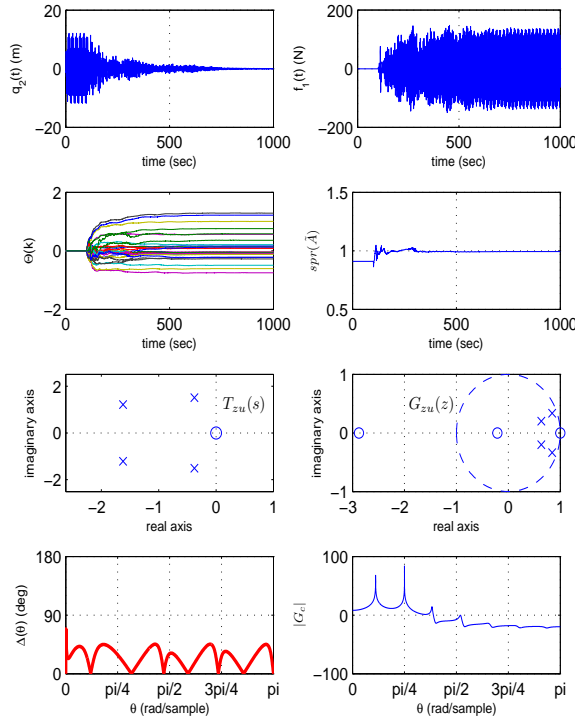 20
0
−20
0
500
1000
q2(t) (m)
time (sec)
200
0
−200
0
500
1000
f1(t) (N)
time (sec)
2
0
−2
0
500
1000
Θ(k)
time (sec)
1.5
1
0.5
0
500
1000
spr(Ã)
time (sec)
2
0
−2
−2
−1
0
1
imaginary axis
real axis
Tzu(s)
1
0.5
0
−0.5
−1
−3
−2
−1
0
1
imaginary axis
real axis
Gzu(z)
180
90
0
0
pi/4
pi/2
3pi/4
pi
Δ(θ) (deg)
θ (rad/sample)
100
0
−100
0
pi/4
pi/2
3pi/4
pi
|Gc|
θ (rad/sample)